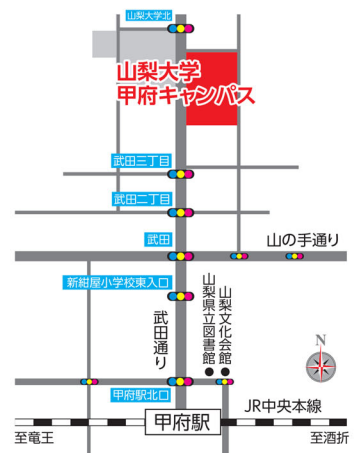 山梨大学北
山梨大学
甲府キャンパス
武田三丁目
武田二丁目
武田
山の手通り
新紺屋小学校東入口
武田通り
山梨県立図書館
山梨文化会館
N
甲府駅北口
甲府駅
JR中央本線
至竜王
至酒折